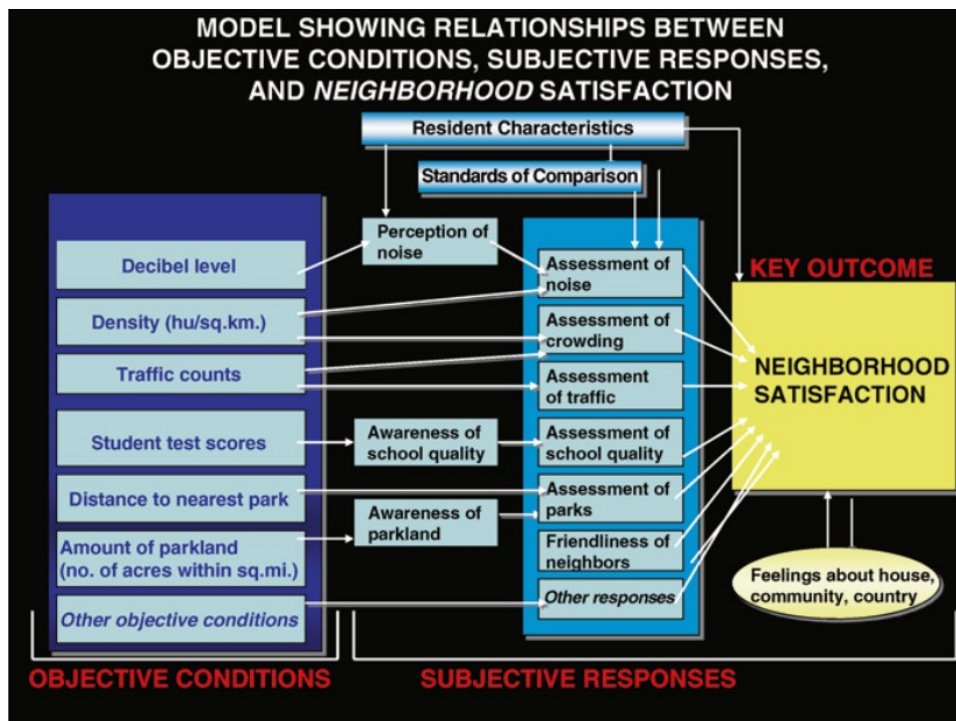 MODEL SHOWING RELATIONSHIPS BETWEEN
OBJECTIVE CONDITIONS, SUBJECTIVE RESPONSES,
AND NEIGHBORHOOD SATISFACTION
Resident Characteristics
Standards of Comparison
Decibel level
Density (hu/sq.km.)
Traffic counts
Student test scores
Distance to nearest park
Amount of parkland
(no. of acres within sq.mi.)
Other objective conditions
Perception of
noise
Awareness of
school quality
Awareness of
parkland
Assessment of
noise
Assessment of
crowding
Assessment
of traffic
Assessment of
school quality
Assessment of
parks
Friendliness of
neighbors
Other responses
KEY OUTCOME
NEIGHBORHOOD
SATISFACTION
Feelings about house,
community, country
OBJECTIVE CONDITIONS
SUBJECTIVE RESPONSES